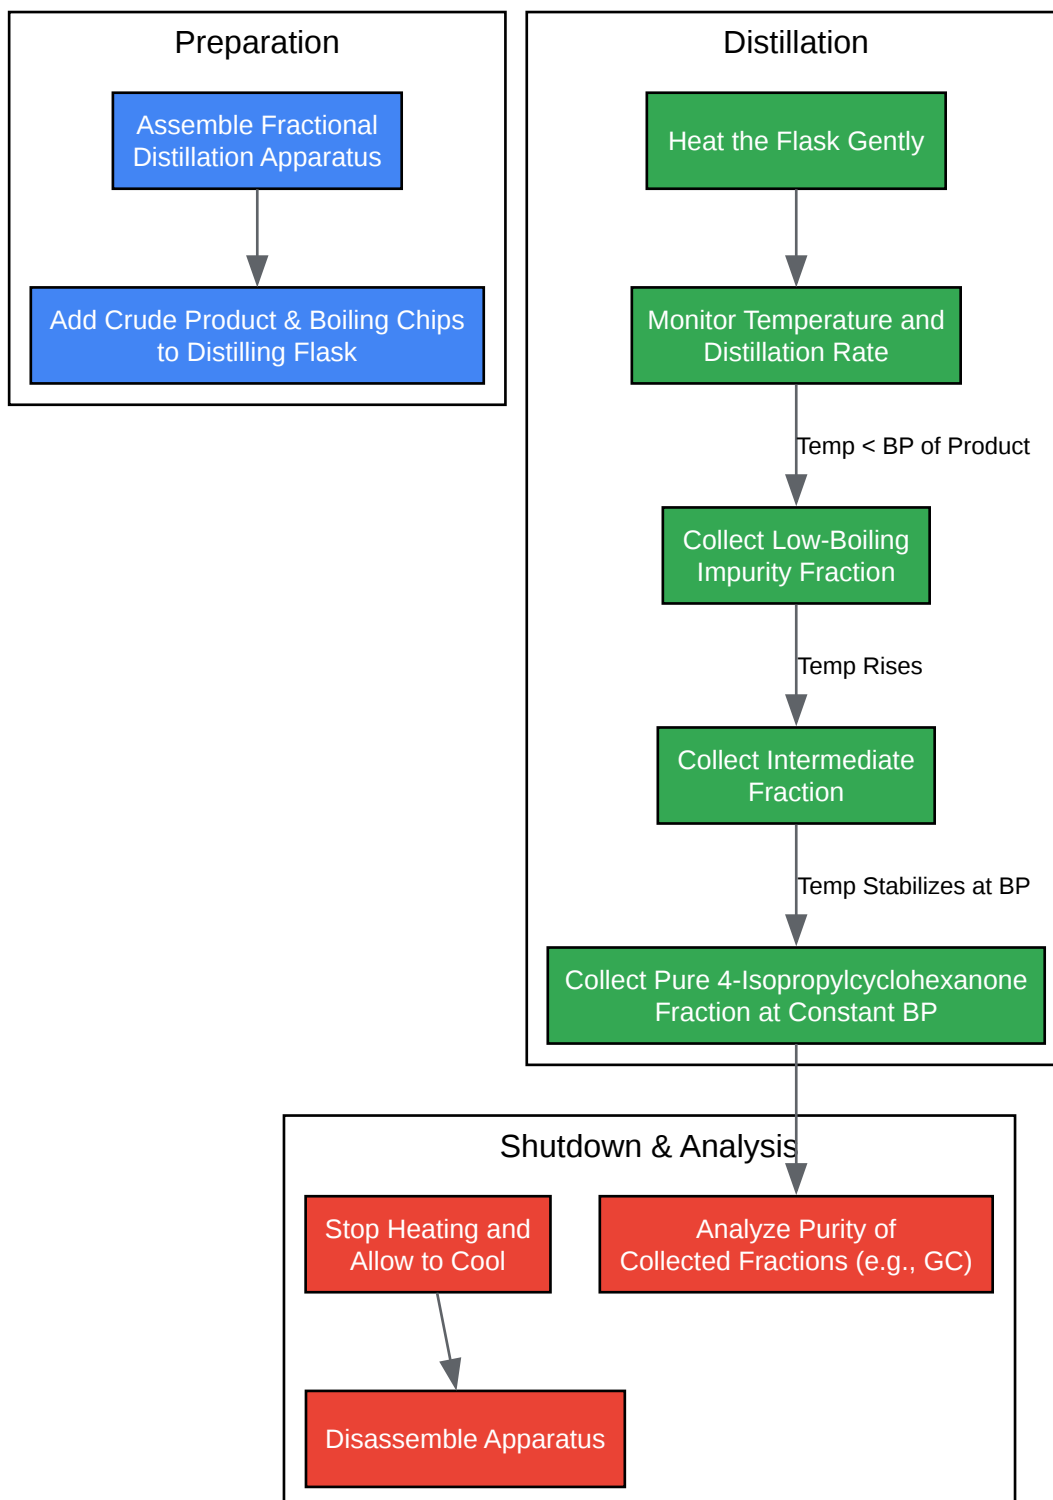 Preparation
Assemble Fractional
Distillation Apparatus
Add Crude Product & Boiling Chips
to Distilling Flask
Distillation
Heat the Flask Gently
Monitor Temperature and
Distillation Rate
Temp < BP of Product
Collect Low-Boiling
Impurity Fraction
Temp Rises
Collect Intermediate
Fraction
Temp Stabilizes at BP
Collect Pure 4-Isopropylcyclohexanone
Fraction at Constant BP
Shutdown & Analysis
Stop Heating and
Allow to Cool
Analyze Purity of
Collected Fractions (e.g., GC)
Disassemble Apparatus